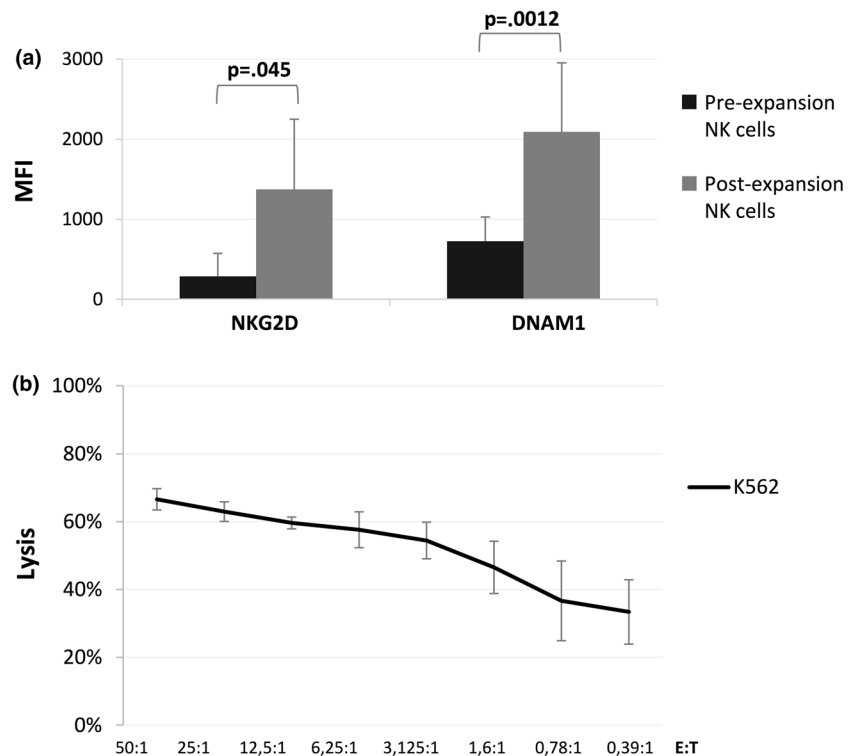 (a)
p=.0012
p=.045
3000
2000
1000
0
MFI
NKG2D
DNAM1
Pre-expansion
NK cells
Post-expansion
NK cells
(b)
100%
80%
60%
40%
20%
0%
Lysis
K562
50:1 25:1 12,5:1 6,25:1 3,125:1 1,6:1 0,78:1 0,39:1 E:T